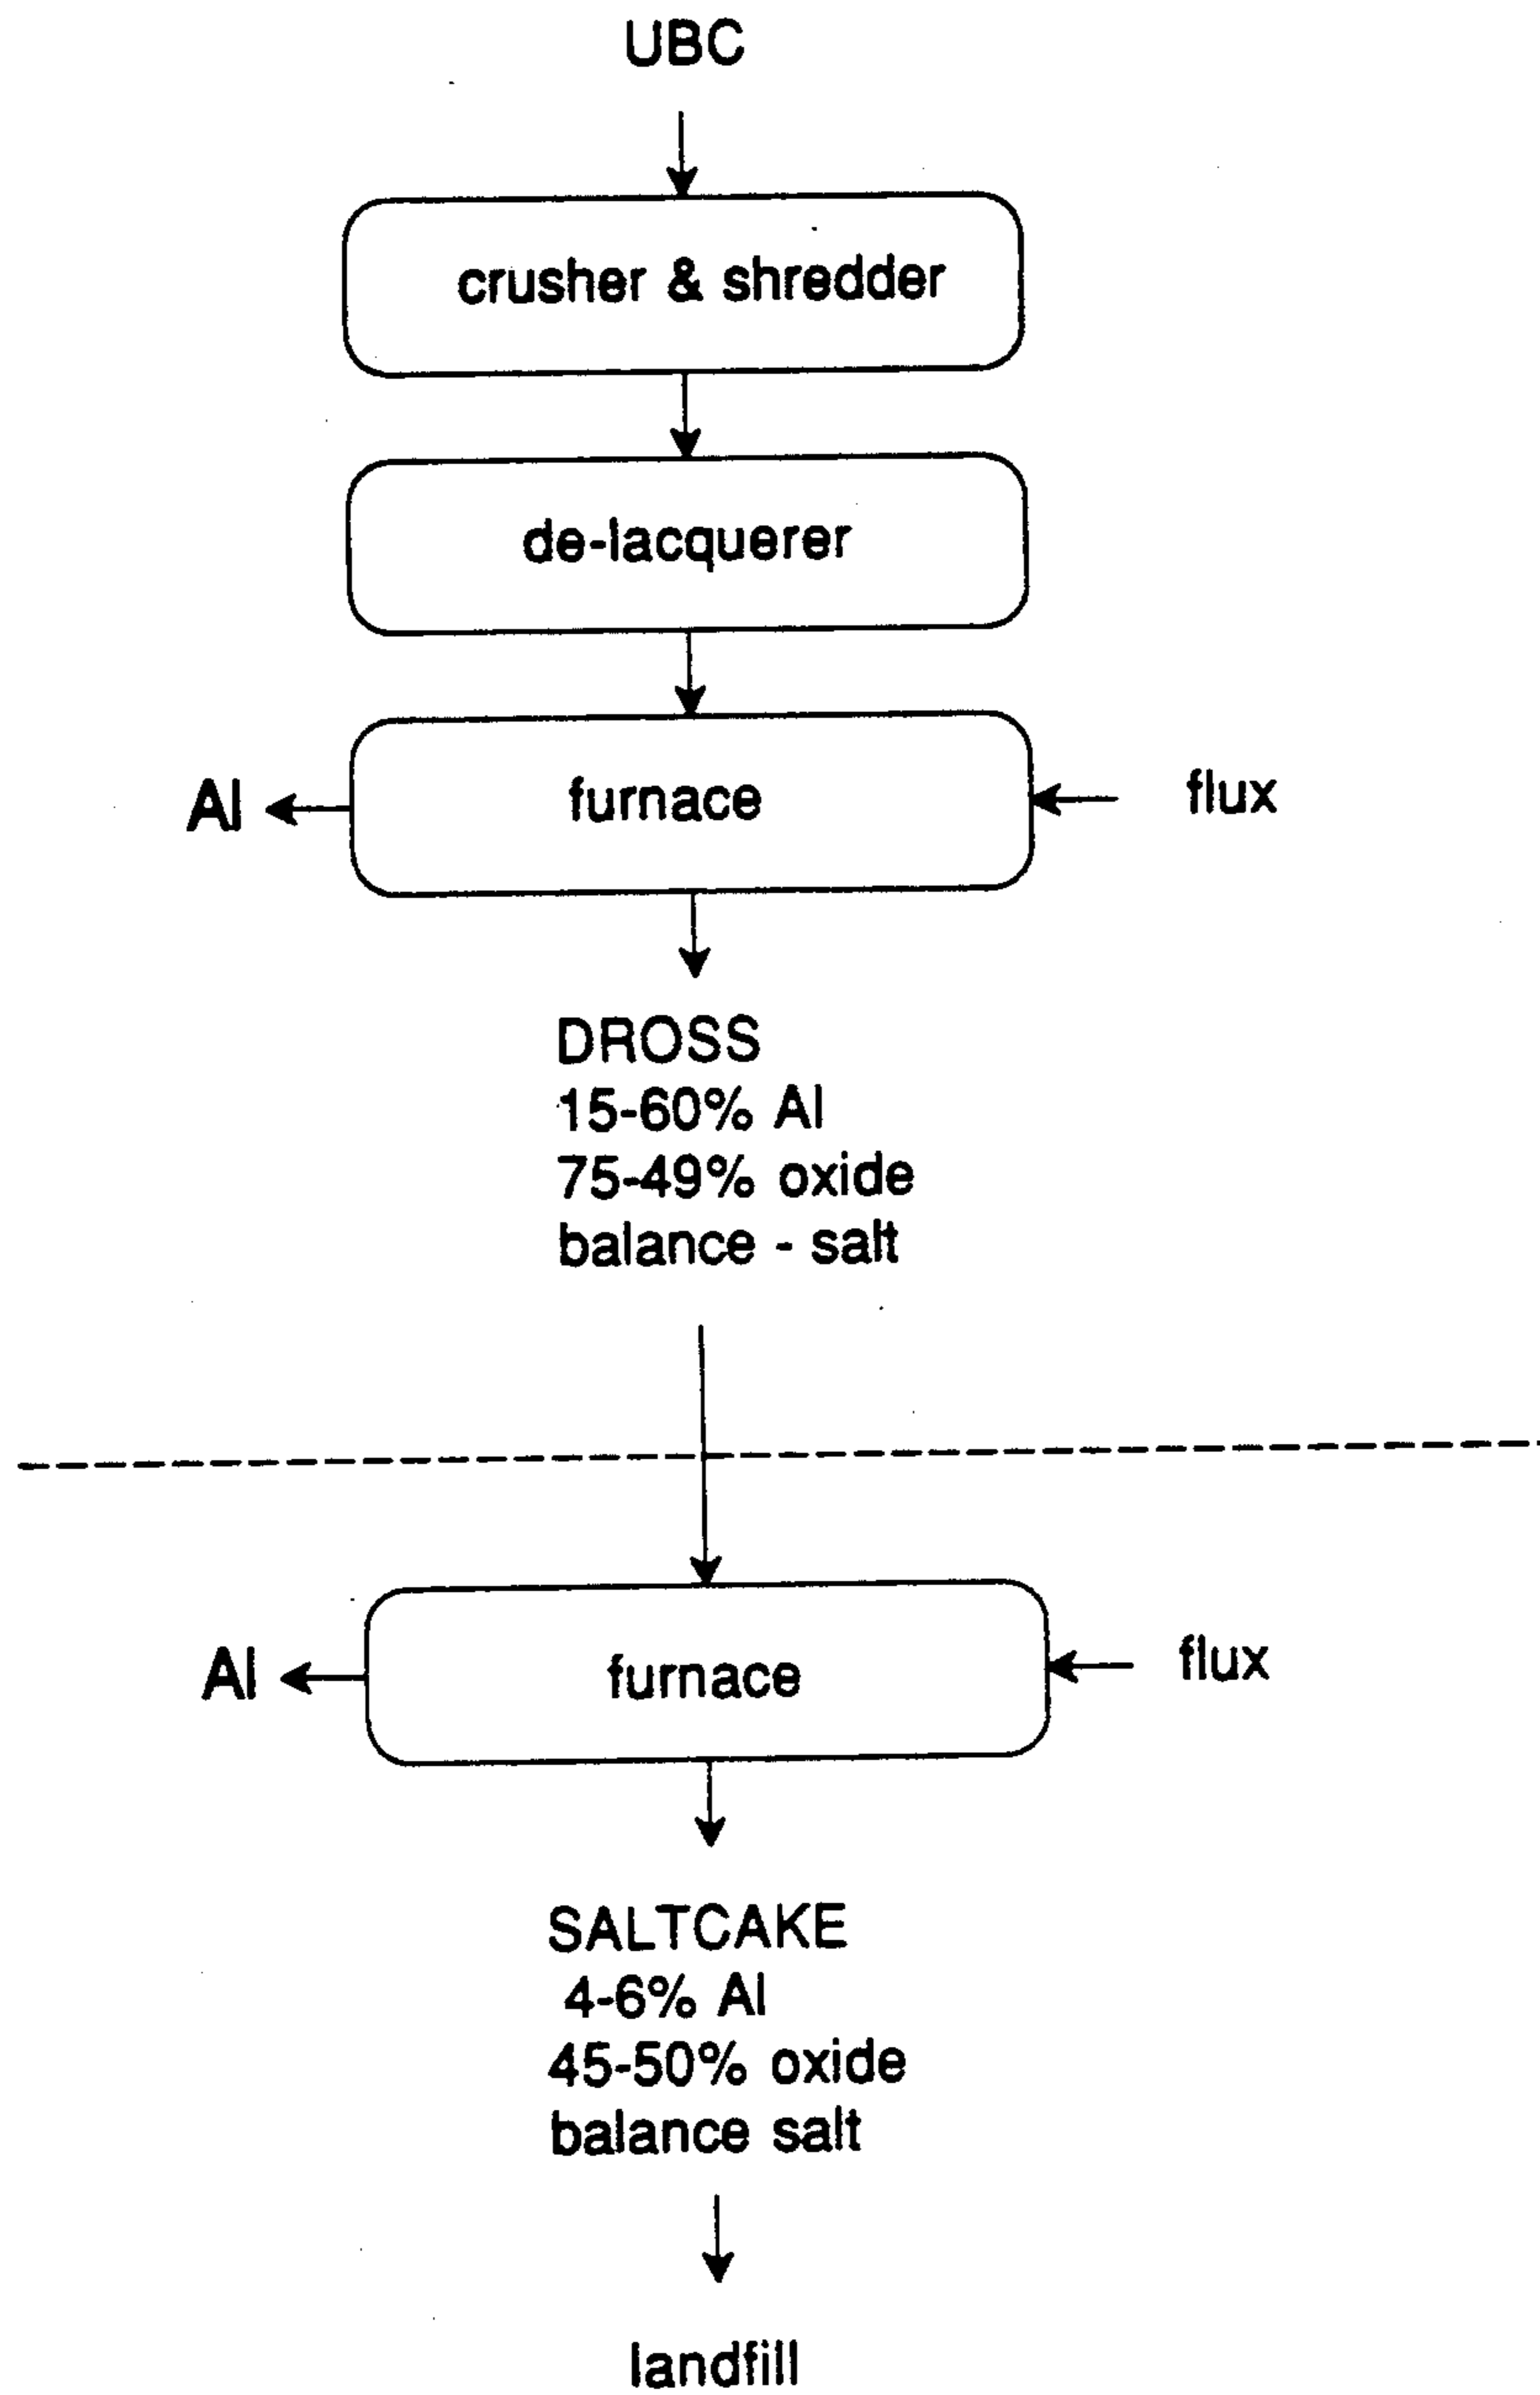 UBC
crusher & shredder
de-lacquerer
Al
furnace
flux
DROSS
15-60% Al
75-49% oxide
balance - salt
Al
furnace
flux
SALTCAKE
4-6% Al
45-50% oxide
balance salt
landfill